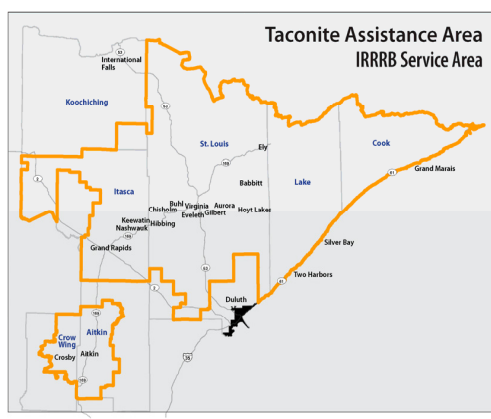 Taconite Assistance Area
IRRRB Service Area
53
International
Falls
Koochiching
53
St. Louis
Ely
169
Cook
Grand Marais
61
2
Itasca
Babbitt
Lake
Buhl
Virginia
Aurora
Chisholm
Eveleth
Gilbert
Hoyt Lakes
Keewatin
Hibbing
Nashwauk
169
Grand Rapids
Silver Bay
53
Two Harbors
2
61
Duluth
169
Crow
Wing
Aitkin
Crosby
Aitkin
35
169